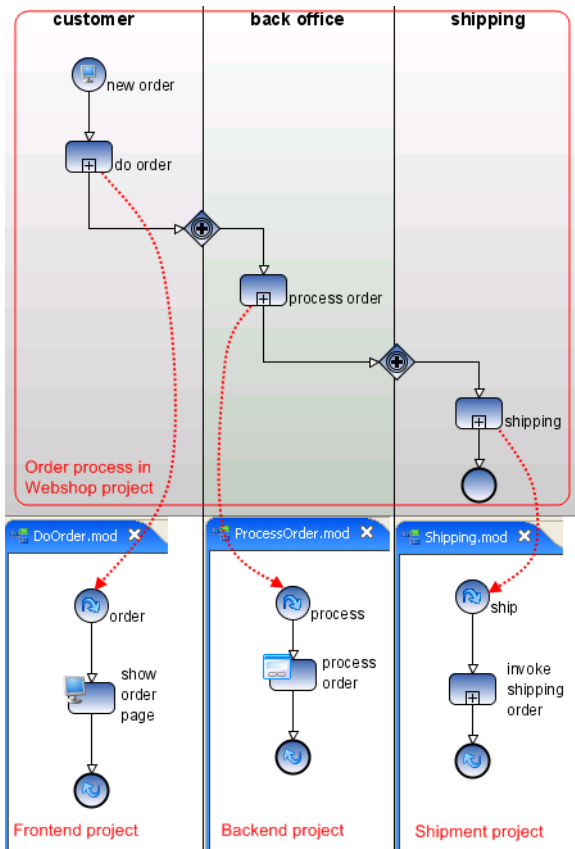 customer
back office
shipping
new order
do order
process order
shipping
Order process in
Webshop project
DoOrder.mod
ProcessOrder.mod
Shipping.mod
order
process
ship
show
order
page
process
order
invoke
shipping
order
Frontend project
Backend project
Shipment project